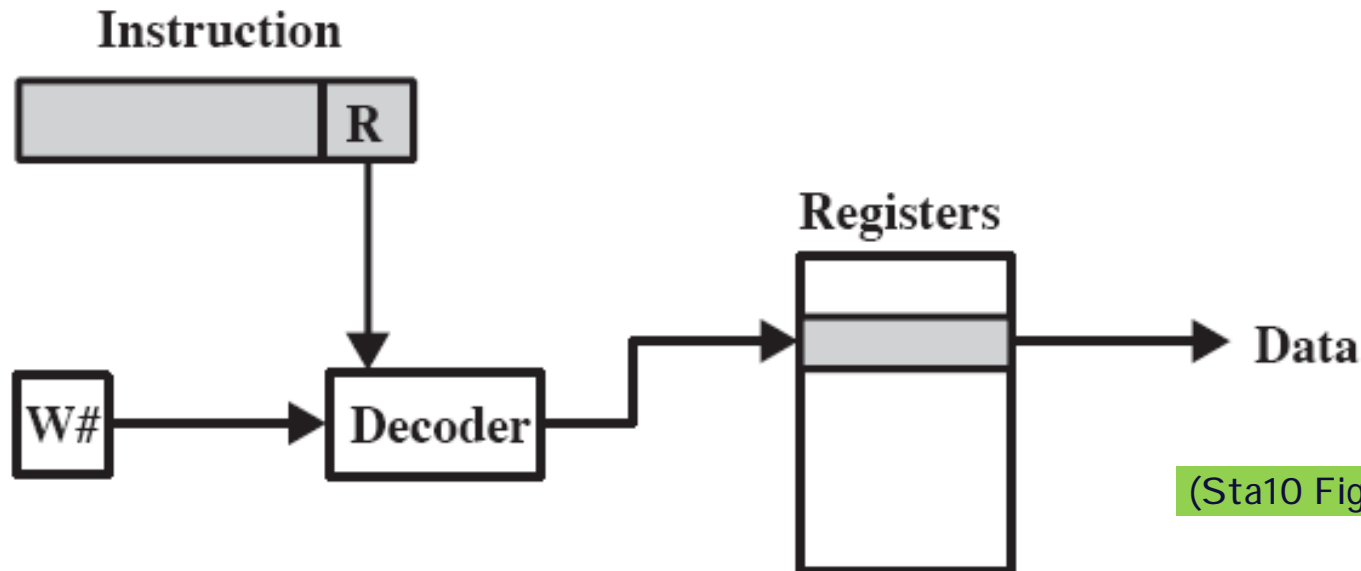 Instruction
R
Registers
W#
Decoder
Data
(Sta10 Fig